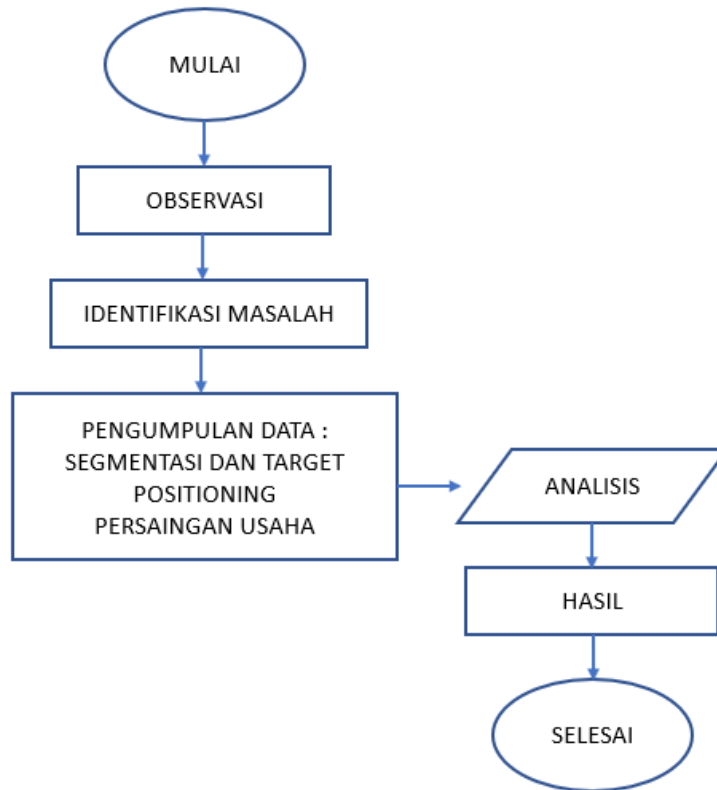 MULAI
OBSERVASI
IDENTIFIKASI MASALAH
PENGUMPULAN DATA :
SEGMENTASI DAN TARGET
POSITIONING
PERSAINGAN USAHA
ANALISIS
HASIL
SELESAI